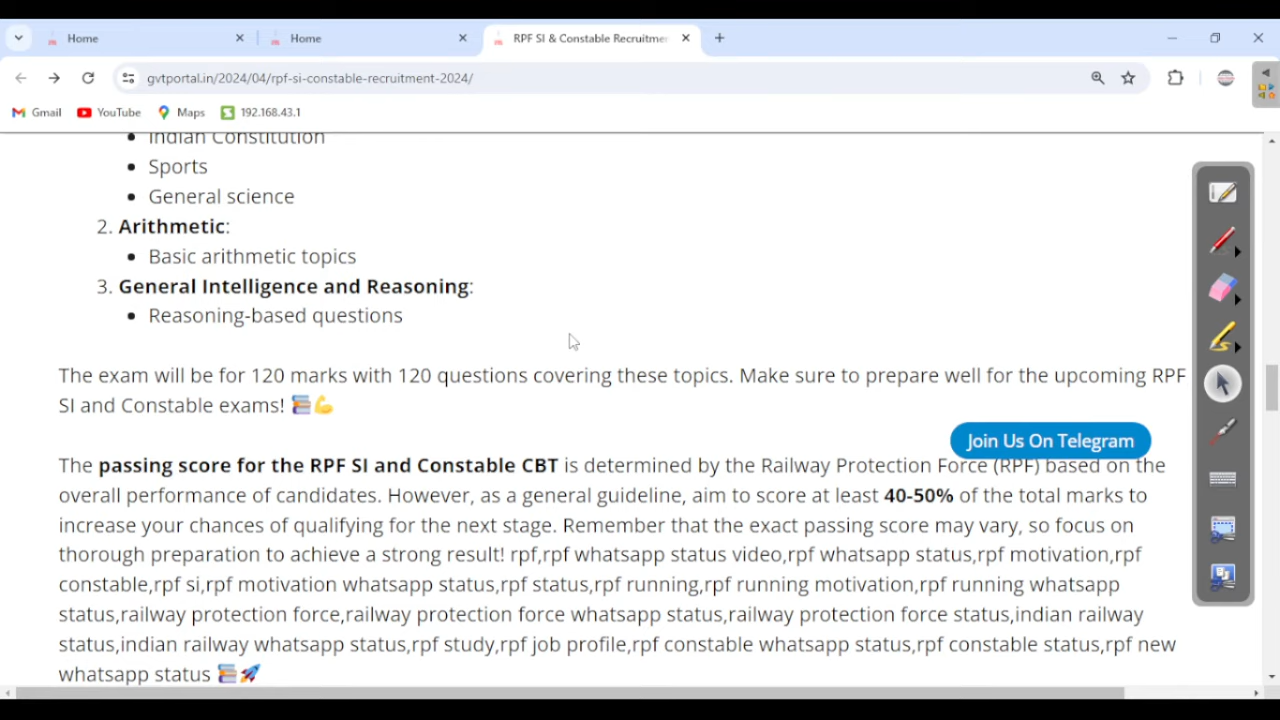 Home
Home
RPF SI & Constable Recruitme
gvtportal.in/2024/04/rpf-si-constable-recruitment-2024/
Gmail
YouTube
Maps
192.168.43.1
Indian Constitution
Sports
General science
2. Arithmetic:
Basic arithmetic topics
3. General Intelligence and Reasoning:
Reasoning-based questions
The exam will be for 120 marks with 120 questions covering these topics. Make sure to prepare well for the upcoming RPF
SI and Constable exams! 📚💪
Join Us On Telegram
The passing score for the RPF SI and Constable CBT is determined by the Railway Protection Force (RPF) based on the
overall performance of candidates. However, as a general guideline, aim to score at least 40-50% of the total marks to
increase your chances of qualifying for the next stage. Remember that the exact passing score may vary, so focus on
thorough preparation to achieve a strong result! rpf,rpf whatsapp status video,rpf whatsapp status,rpf motivation,rpf
constable,rpf si,rpf motivation whatsapp status,rpf status,rpf running,rpf running motivation,rpf running whatsapp
status,railway protection force,railway protection force whatsapp status,railway protection force status,indian railway
status,indian railway whatsapp status,rpf study,rpf job profile,rpf constable whatsapp status,rpf constable status,rpf new
whatsapp status 📚🚀